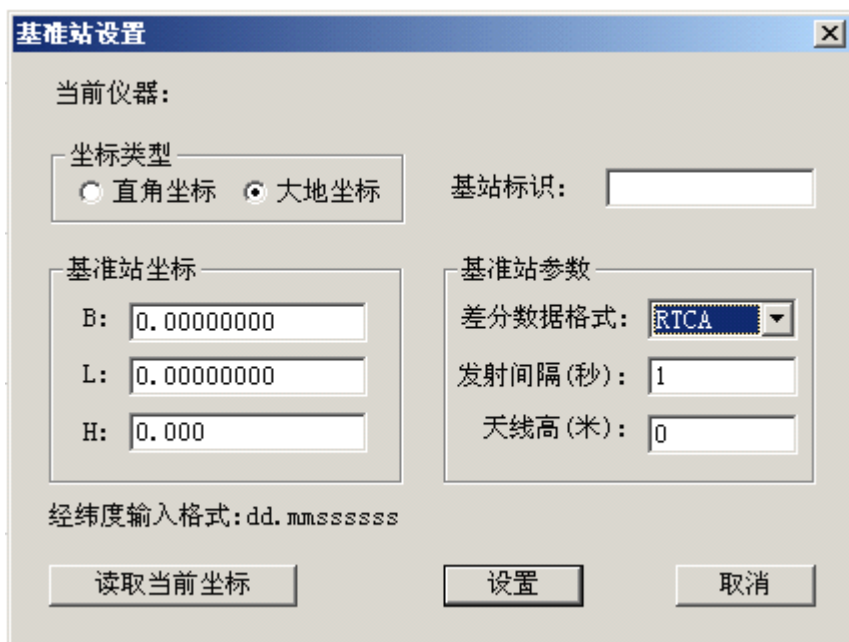 基准站设置
当前仪器:
坐标类型
直角坐标 大地坐标
基站标识:
基准站坐标
B: 0.00000000
L: 0.00000000
H: 0.000
基准站参数
差分数据格式: RTCA
发射间隔(秒): 1
天线高(米): 0
经纬度输入格式:dd.mmssssss
读取当前坐标 设置 取消